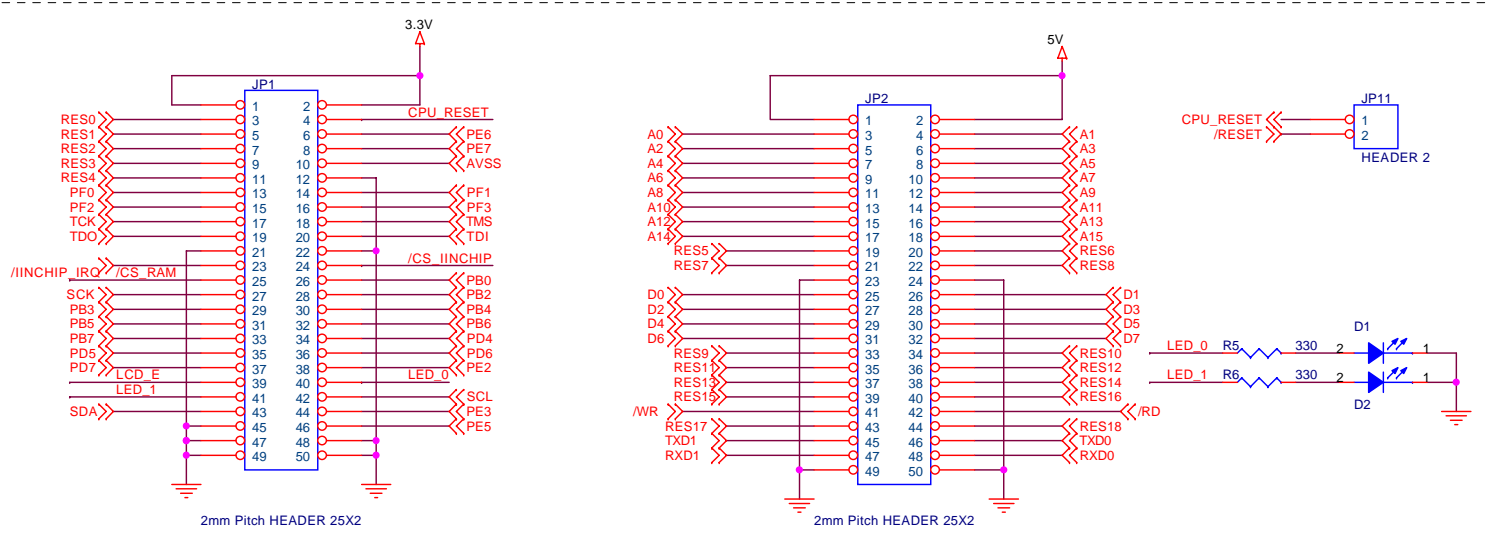 3.3V
JP1
1 2
RES0 3 4 CPU_RESET
RES1 5 6 PE6
RES2 7 8 PE7
RES3 9 10 AVSS
RES4 11 12
PF0 13 14 PF1
PF2 15 16 PF3
TCK 17 18 TMS
TDO 19 20 TDI
21 22
/IINCHIP_IRQ 23 24 /CS_IINCHIP
/CS_RAM 25 26 PB0
SCK 27 28 PB2
PB3 29 30 PB4
PB5 31 32 PB6
PB7 33 34 PD4
PD5 35 36 PD6
PD7 37 38 PE2
LCD_E 39 40 LED_0
LED_1 41 42 SCL
SDA 43 44 PE3
45 46 PE5
47 48
49 50
2mm Pitch HEADER 25X2
5V
JP2
1 2
A0 3 4 A1
A2 5 6 A3
A4 7 8 A5
A6 9 10 A7
A8 11 12 A9
A10 13 14 A11
A12 15 16 A13
A14 17 18 A15
RES5 19 20 RES6
RES7 21 22 RES8
23 24
D0 25 26 D1
D2 27 28 D3
D4 29 30 D5
D6 31 32 D7
RES9 33 34 RES10
RES11 35 36 RES12
RES13 37 38 RES14
RES15 39 40 RES16
/WR 41 42 /RD
RES17 43 44 RES18
TXD1 45 46 TXD0
RXD1 47 48 RXD0
49 50
2mm Pitch HEADER 25X2
JP11
CPU_RESET 1
/RESET 2
HEADER 2
D1
LED_0 R5 330 2 1
LED_1 R6 330 2 1
D2